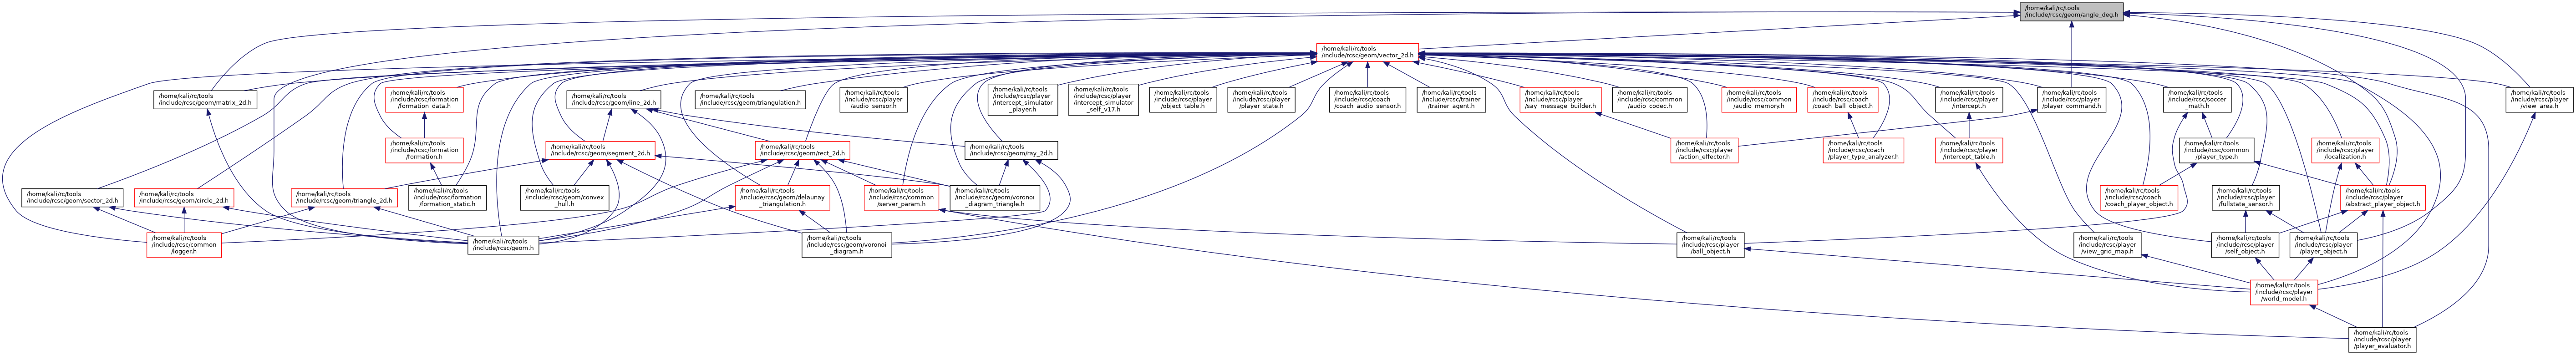 /home/kali/rc/tools
/include/rcsc/geom/angle_deg.h
/home/kali/rc/tools
/include/rcsc/geom/vector_2d.h
/home/kali/rc/tools
/include/rcsc/geom/matrix_2d.h
/home/kali/rc/tools
/include/rcsc/formation
/formation_data.h
/home/kali/rc/tools
/include/rcsc/geom/line_2d.h
/home/kali/rc/tools
/include/rcsc/geom/triangulation.h
/home/kali/rc/tools
/include/rcsc/player
/audio_sensor.h
/home/kali/rc/tools
/include/rcsc/player
/intercept_simulator
_player.h
/home/kali/rc/tools
/include/rcsc/player
/intercept_simulator
_self_v17.h
/home/kali/rc/tools
/include/rcsc/player
/object_table.h
/home/kali/rc/tools
/include/rcsc/player
/player_state.h
/home/kali/rc/tools
/include/rcsc/coach
/coach_audio_sensor.h
/home/kali/rc/tools
/include/rcsc/trainer
/trainer_agent.h
/home/kali/rc/tools
/include/rcsc/player
/say_message_builder.h
/home/kali/rc/tools
/include/rcsc/common
/audio_codec.h
/home/kali/rc/tools
/include/rcsc/common
/audio_memory.h
/home/kali/rc/tools
/include/rcsc/coach
/coach_ball_object.h
/home/kali/rc/tools
/include/rcsc/player
/intercept.h
/home/kali/rc/tools
/include/rcsc/player
/player_command.h
/home/kali/rc/tools
/include/rcsc/soccer
_math.h
/home/kali/rc/tools
/include/rcsc/player
/view_area.h
/home/kali/rc/tools
/include/rcsc/formation
/formation.h
/home/kali/rc/tools
/include/rcsc/geom/segment_2d.h
/home/kali/rc/tools
/include/rcsc/geom/rect_2d.h
/home/kali/rc/tools
/include/rcsc/geom/ray_2d.h
/home/kali/rc/tools
/include/rcsc/player
/action_effector.h
/home/kali/rc/tools
/include/rcsc/coach
/player_type_analyzer.h
/home/kali/rc/tools
/include/rcsc/player
/intercept_table.h
/home/kali/rc/tools
/include/rcsc/common
/player_type.h
/home/kali/rc/tools
/include/rcsc/player
/localization.h
/home/kali/rc/tools
/include/rcsc/geom/sector_2d.h
/home/kali/rc/tools
/include/rcsc/geom/circle_2d.h
/home/kali/rc/tools
/include/rcsc/geom/triangle_2d.h
/home/kali/rc/tools
/include/rcsc/formation
/formation_static.h
/home/kali/rc/tools
/include/rcsc/geom/convex
_hull.h
/home/kali/rc/tools
/include/rcsc/geom/delaunay
_triangulation.h
/home/kali/rc/tools
/include/rcsc/common
/server_param.h
/home/kali/rc/tools
/include/rcsc/geom/voronoi
_diagram_triangle.h
/home/kali/rc/tools
/include/rcsc/coach
/coach_player_object.h
/home/kali/rc/tools
/include/rcsc/player
/fullstate_sensor.h
/home/kali/rc/tools
/include/rcsc/player
/abstract_player_object.h
/home/kali/rc/tools
/include/rcsc/common
/logger.h
/home/kali/rc/tools
/include/rcsc/geom.h
/home/kali/rc/tools
/include/rcsc/geom/voronoi
_diagram.h
/home/kali/rc/tools
/include/rcsc/player
/ball_object.h
/home/kali/rc/tools
/include/rcsc/player
/view_grid_map.h
/home/kali/rc/tools
/include/rcsc/player
/self_object.h
/home/kali/rc/tools
/include/rcsc/player
/player_object.h
/home/kali/rc/tools
/include/rcsc/player
/world_model.h
/home/kali/rc/tools
/include/rcsc/player
/player_evaluator.h